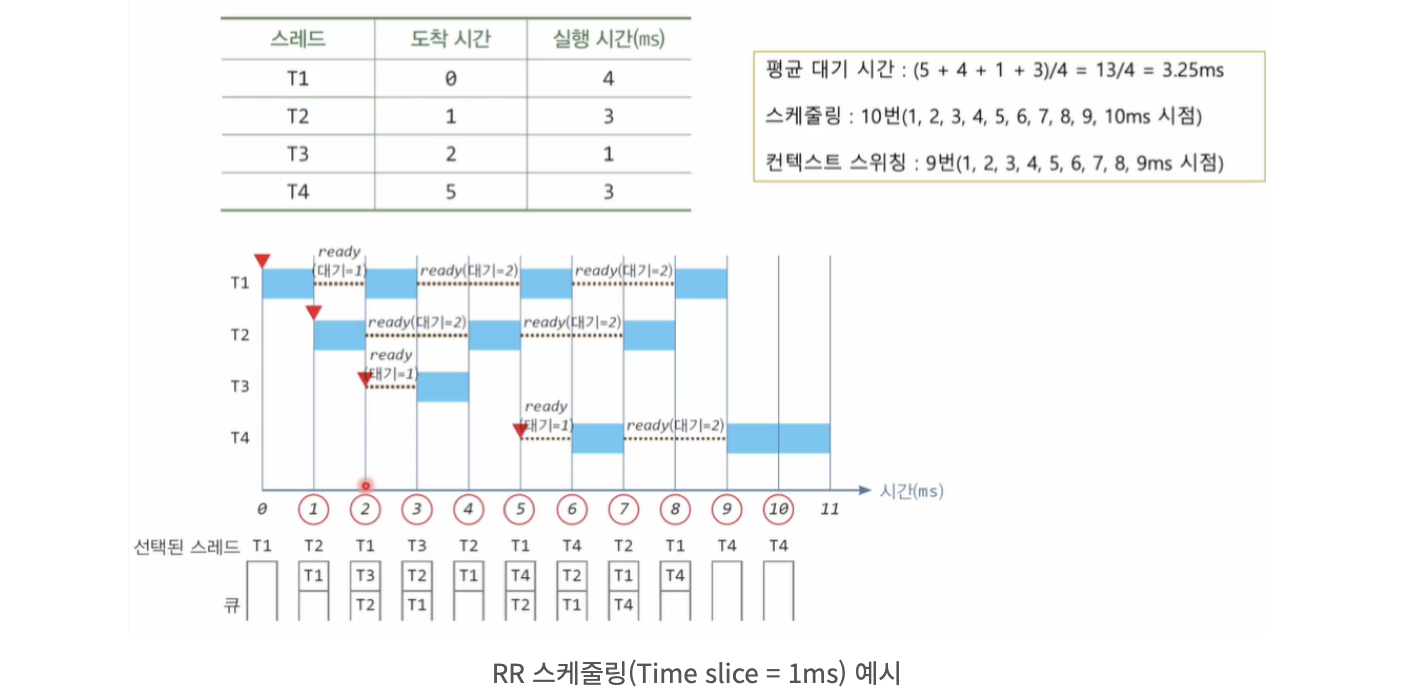 스레드 도착 시간 실행 시간(ms)
T1 0 4
T2 1 3
T3 2 1
T4 5 3
평균 대기 시간 : (5 + 4 + 1 + 3)/4 = 13/4 = 3.25ms
스케줄링 : 10번(1, 2, 3, 4, 5, 6, 7, 8, 9, 10ms 시점)
컨텍스트 스위칭 : 9번(1, 2, 3, 4, 5, 6, 7, 8, 9ms 시점)
ready
T1 (대기=1) ready(대기=2) ready(대기=2)
T2 ready(대기=2) ready(대기=2)
ready
T3 (대기=1)
ready
T4 (대기=1) ready(대기=2)
시간(ms)
0 1 2 3 4 5 6 7 8 9 10 11
선택된 스레드 T1 T2 T1 T3 T2 T1 T4 T2 T1 T4 T4
T1 T3 T2 T1 T4 T2 T1 T4
큐 T2 T1 T2 T1 T4
RR 스케줄링(Time slice = 1ms) 예시